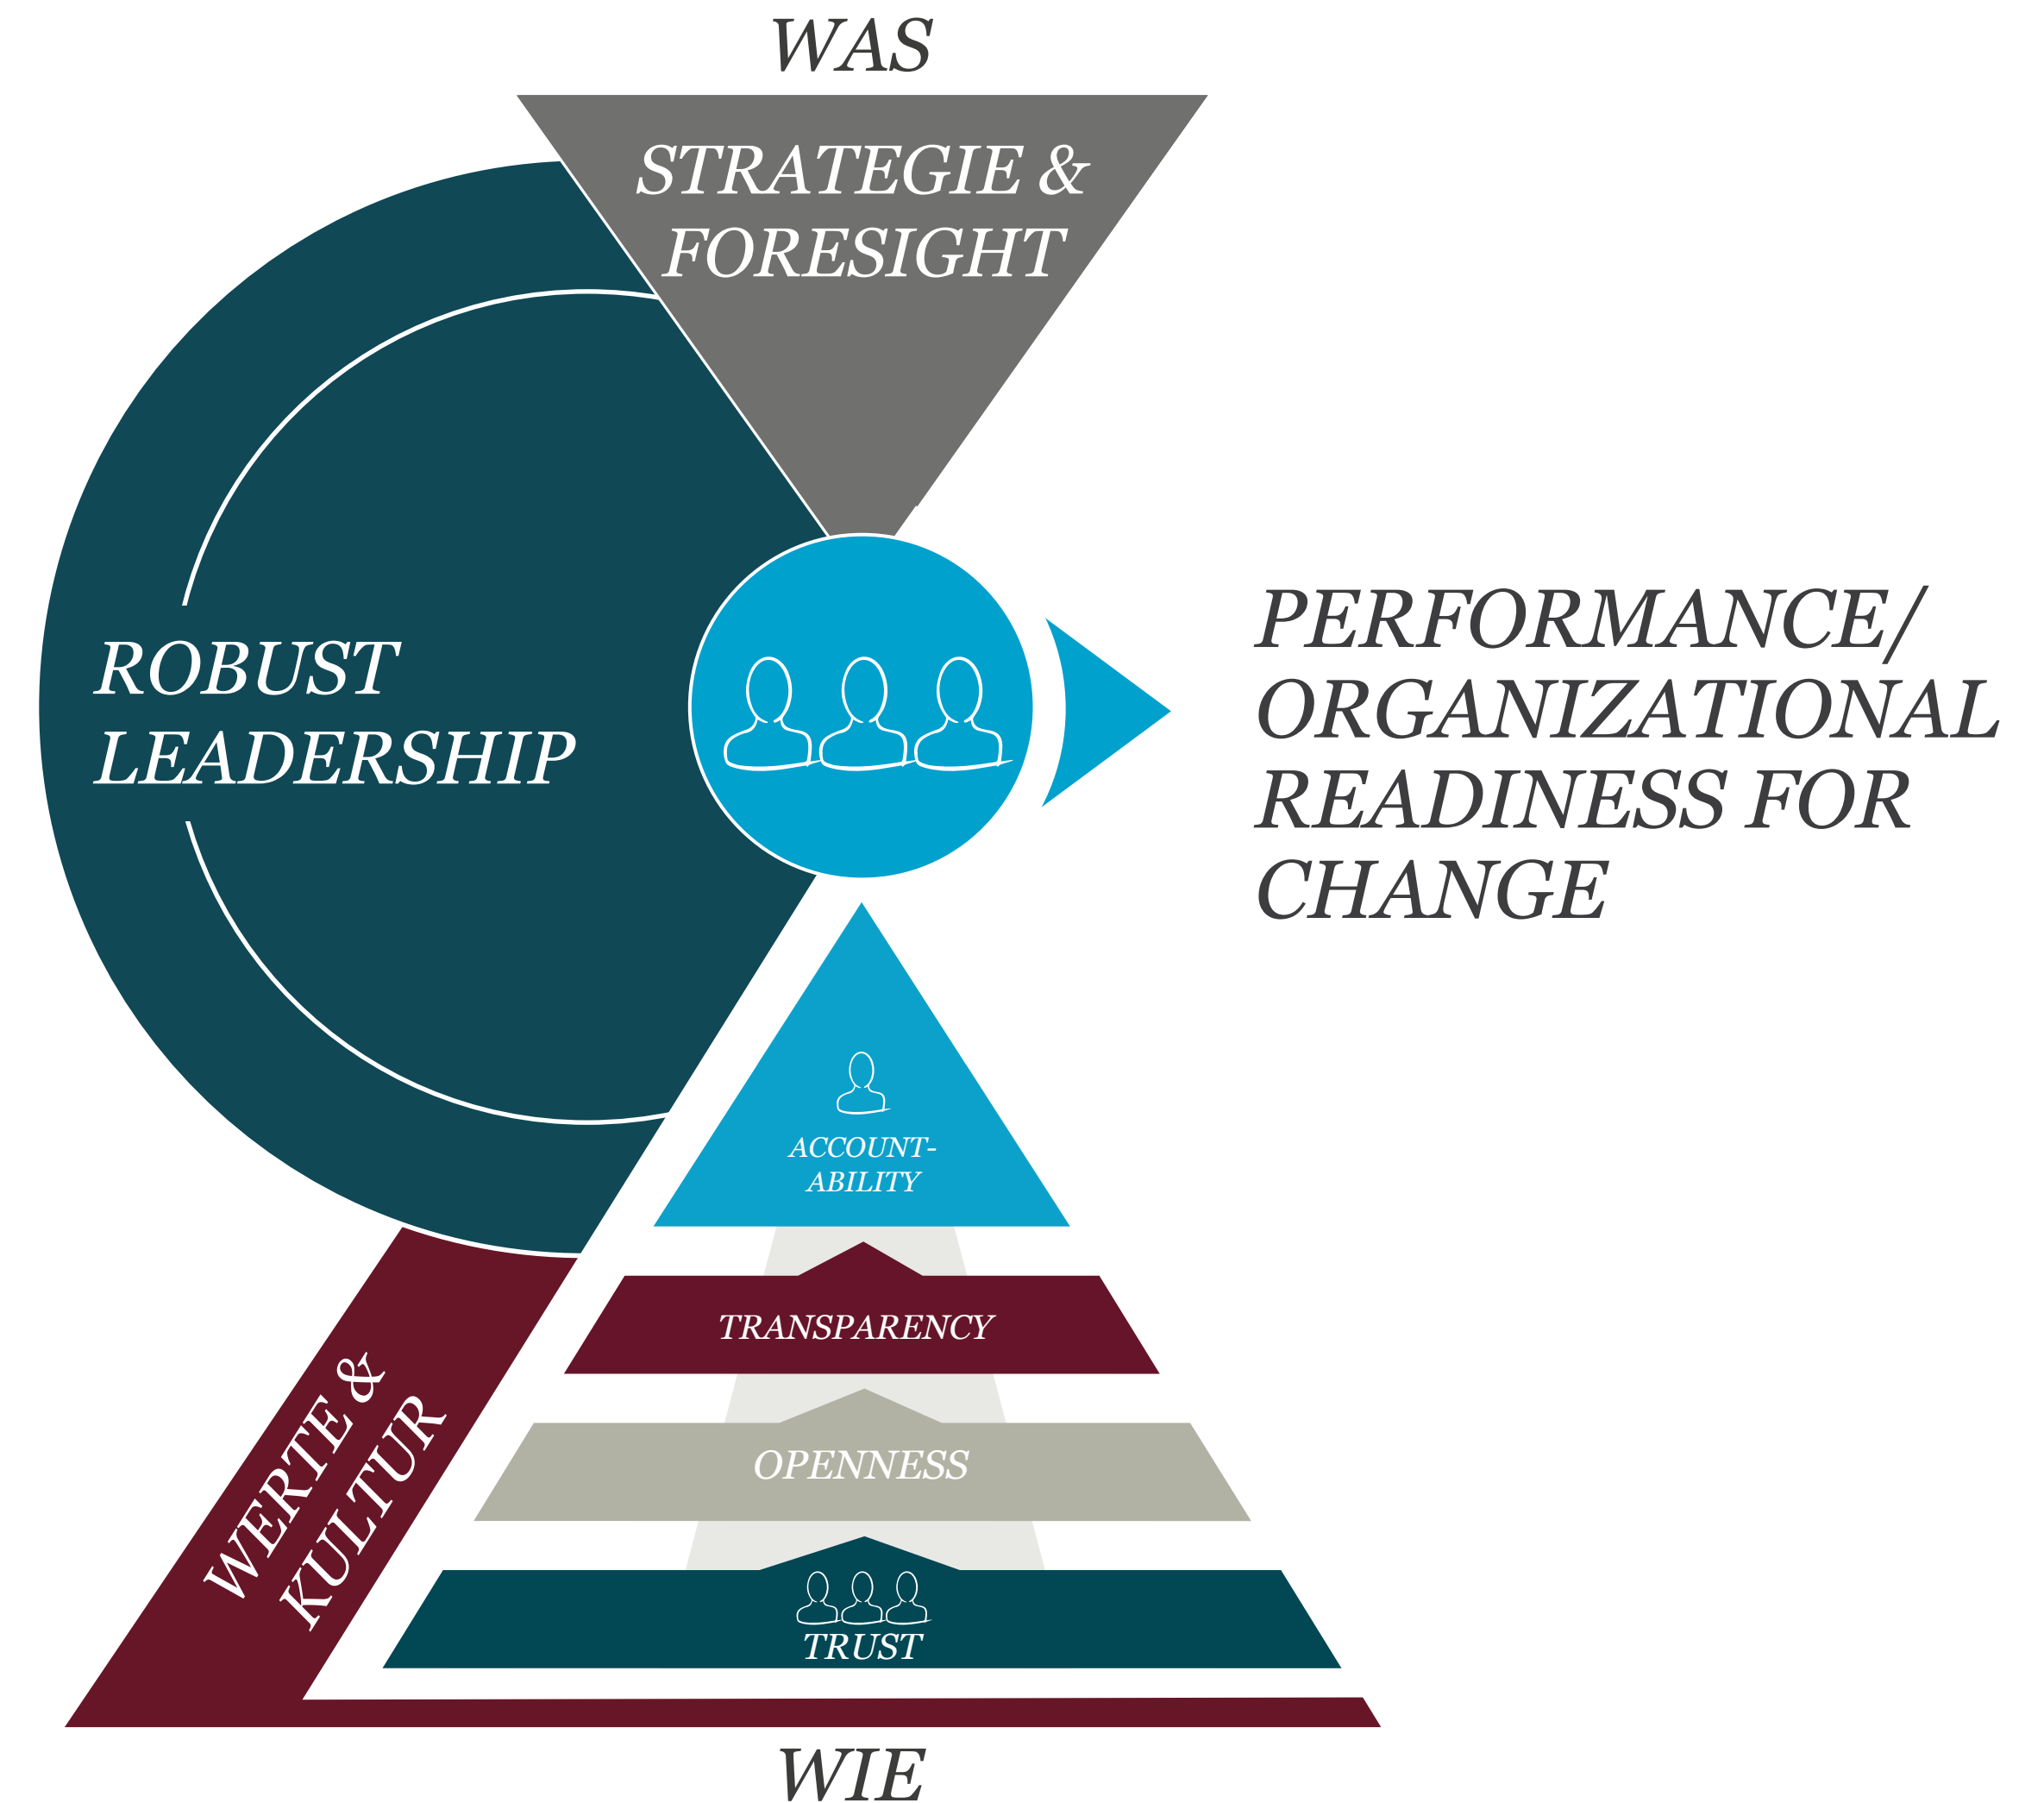 WAS
STRATEGIE &
FORESIGHT
ROBUST
LEADERSHIP
PERFORMANCE/
ORGANIZATIONAL
READINESS FOR
CHANGE
ACCOUNT-
ABILITY
TRANSPARENCY
OPENNESS
TRUST
WERTE &
KULTUR
WIE